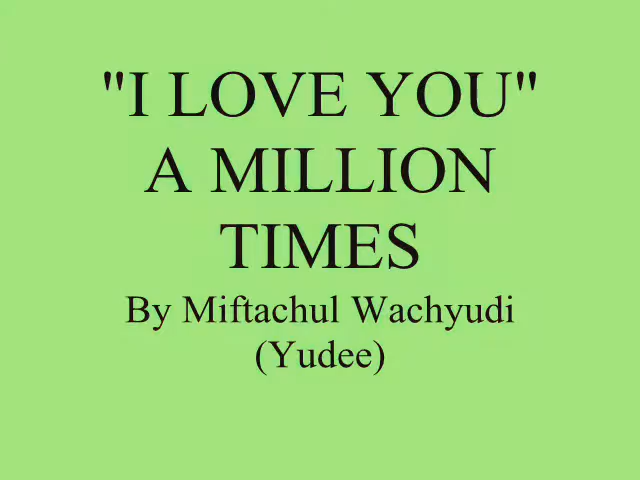 "I LOVE YOU"
A MILLION
TIMES
By Miftachul Wachyudi
(Yudee)